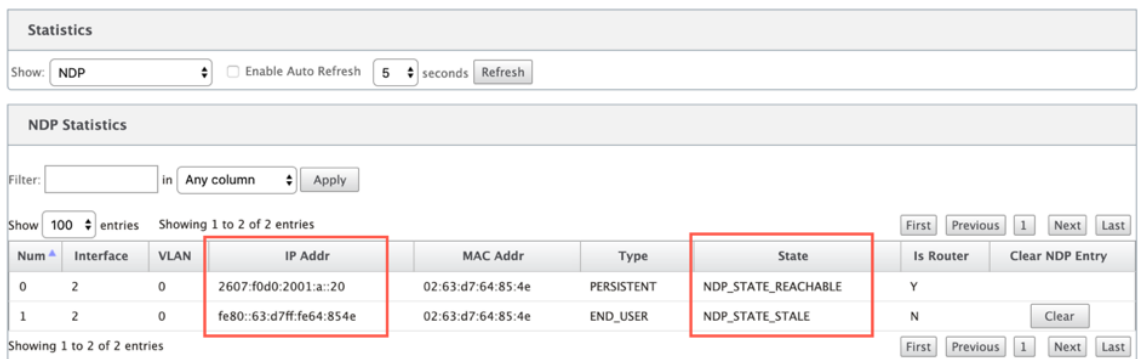 Statistics
Show: NDP Enable Auto Refresh 5 seconds Refresh
NDP Statistics
Filter: in Any column Apply
Show 100 entries Showing 1 to 2 of 2 entries First Previous 1 Next Last
Num Interface VLAN IP Addr MAC Addr Type State Is Router Clear NDP Entry
0 2 0 2607:f0d0:2001:a::20 02:63:d7:64:85:4e PERSISTENT NDP_STATE_REACHABLE Y
1 2 0 fe80::63:d7ff:fe64:854e 02:63:d7:64:85:4e END_USER NDP_STATE_STALE N Clear
Showing 1 to 2 of 2 entries First Previous 1 Next Last